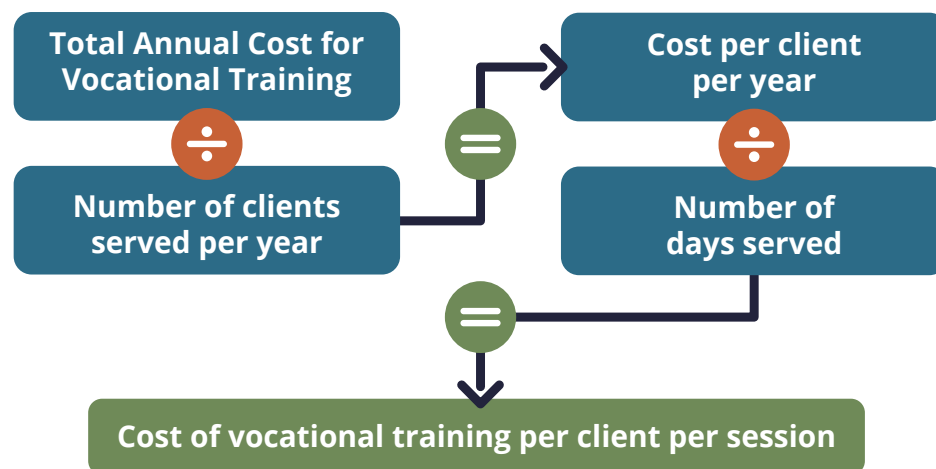 Total Annual Cost for
Vocational Training
÷
Number of clients
served per year
=
Cost per client
per year
÷
Number of
days served
=
Cost of vocational training per client per session